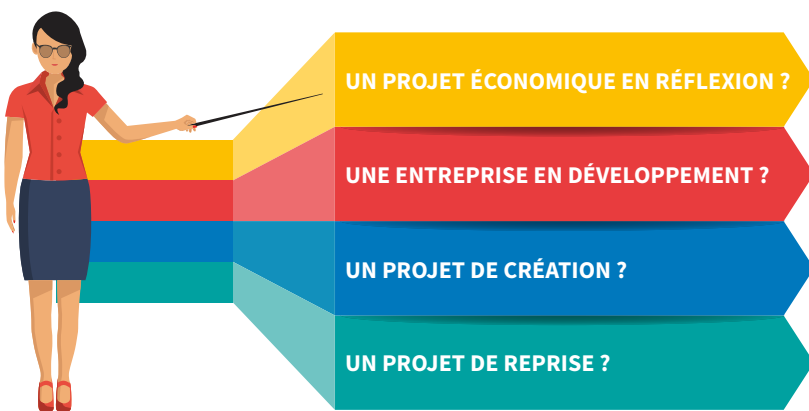 UN PROJET ÉCONOMIQUE EN RÉFLEXION ?
UNE ENTREPRISE EN DÉVELOPPEMENT ?
UN PROJET DE CRÉATION ?
UN PROJET DE REPRISE ?